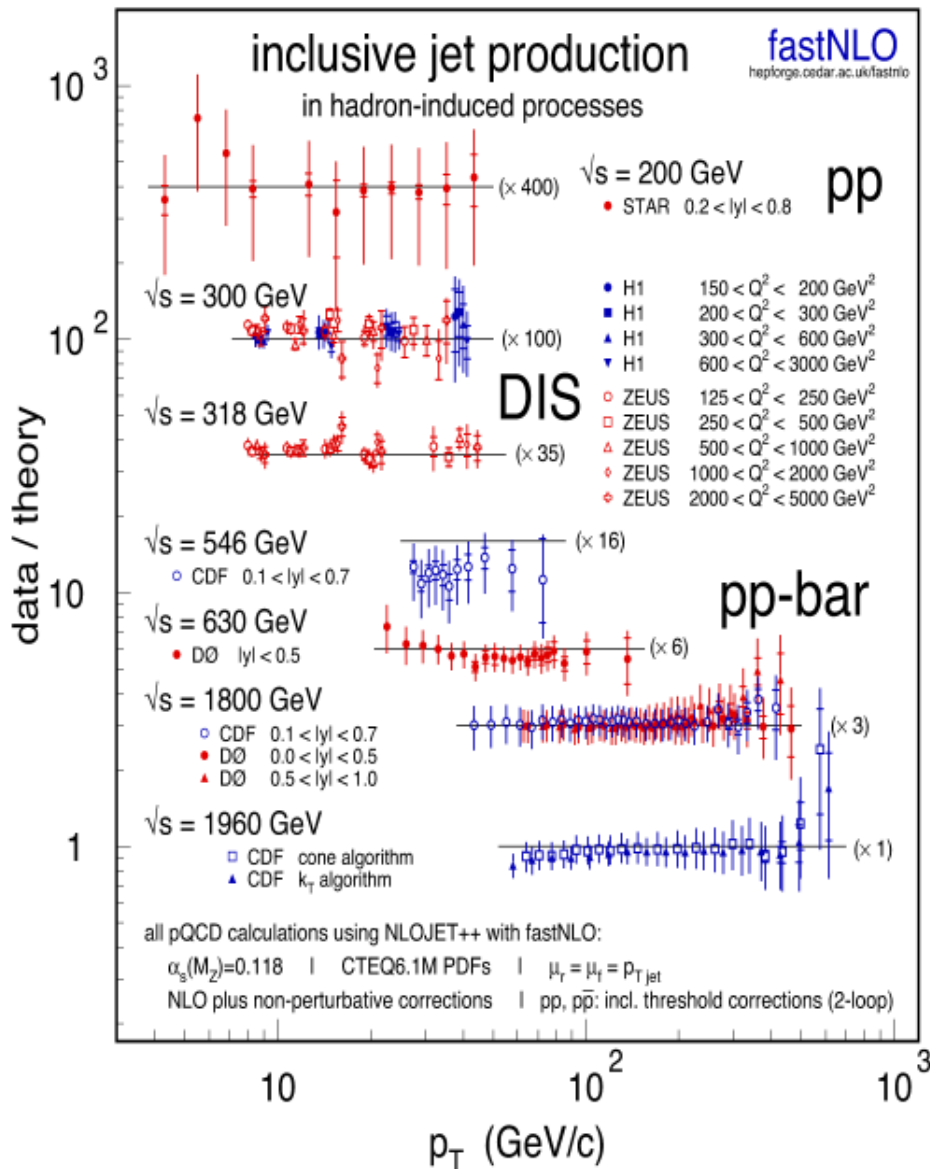 inclusive jet production
in hadron-induced processes
fastNLO
hepforge.cedar.ac.uk/fastnlo
data / theory
10³
10²
10
1
(× 400)
√s = 200 GeV
pp
STAR 0.2 < |y| < 0.8
√s = 300 GeV
(× 100)
DIS
H1 150 < Q² < 200 GeV²
H1 200 < Q² < 300 GeV²
H1 300 < Q² < 600 GeV²
H1 600 < Q² < 3000 GeV²
ZEUS 125 < Q² < 250 GeV²
ZEUS 250 < Q² < 500 GeV²
ZEUS 500 < Q² < 1000 GeV²
ZEUS 1000 < Q² < 2000 GeV²
ZEUS 2000 < Q² < 5000 GeV²
√s = 318 GeV
(× 35)
√s = 546 GeV
CDF 0.1 < |y| < 0.7
(× 16)
pp-bar
√s = 630 GeV
DØ |y| < 0.5
(× 6)
√s = 1800 GeV
CDF 0.1 < |y| < 0.7
DØ 0.0 < |y| < 0.5
DØ 0.5 < |y| < 1.0
(× 3)
√s = 1960 GeV
CDF cone algorithm
CDF k_T algorithm
(× 1)
all pQCD calculations using NLOJET++ with fastNLO:
α_s(M_Z)=0.118 | CTEQ6.1M PDFs | μ_r = μ_f = p_T jet
NLO plus non-perturbative corrections | pp, pp̅: incl. threshold corrections (2-loop)
10
10²
10³
p_T (GeV/c)